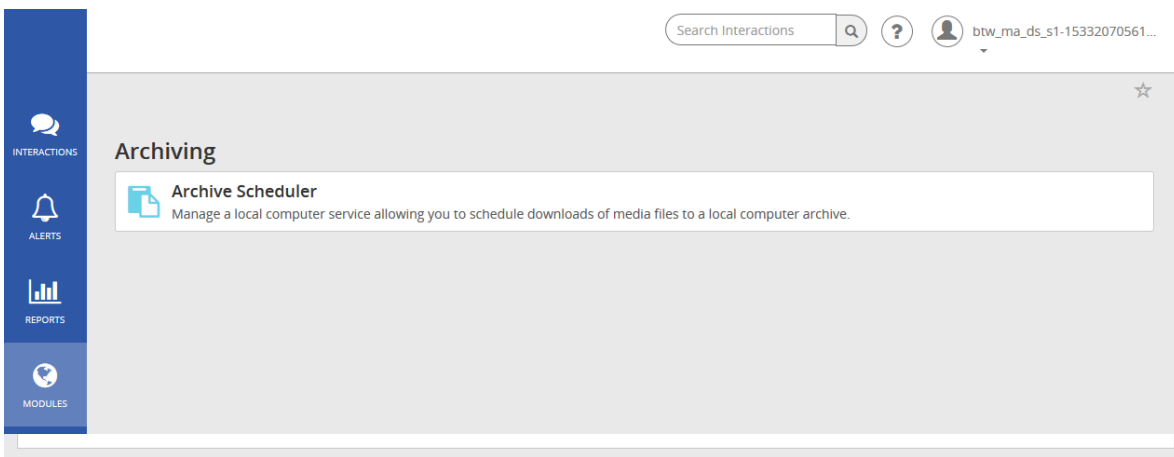 Search Interactions
?
btw_ma_ds_s1-15332070561...
INTERACTIONS
Archiving
Archive Scheduler
Manage a local computer service allowing you to schedule downloads of media files to a local computer archive.
ALERTS
REPORTS
MODULES